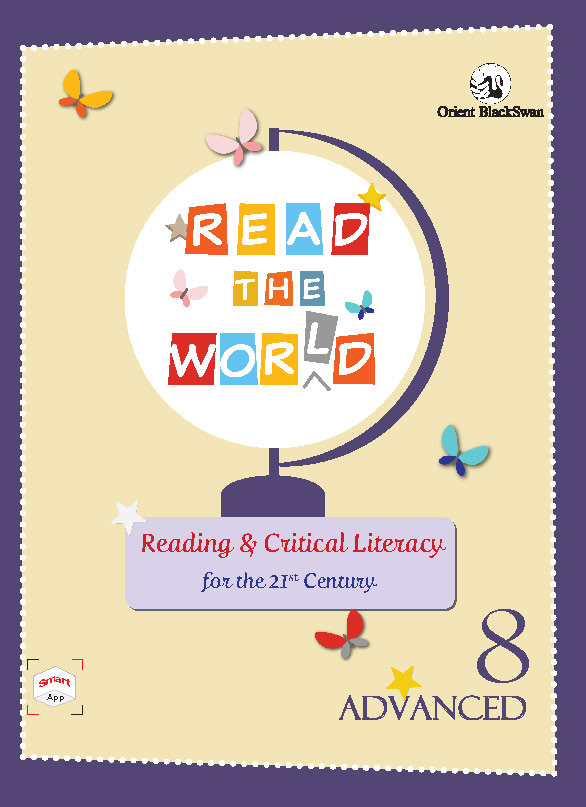 Orient BlackSwan
READ
THE
WORLD
Reading & Critical Literacy
for the 21st Century
8
ADVANCED
smart
App